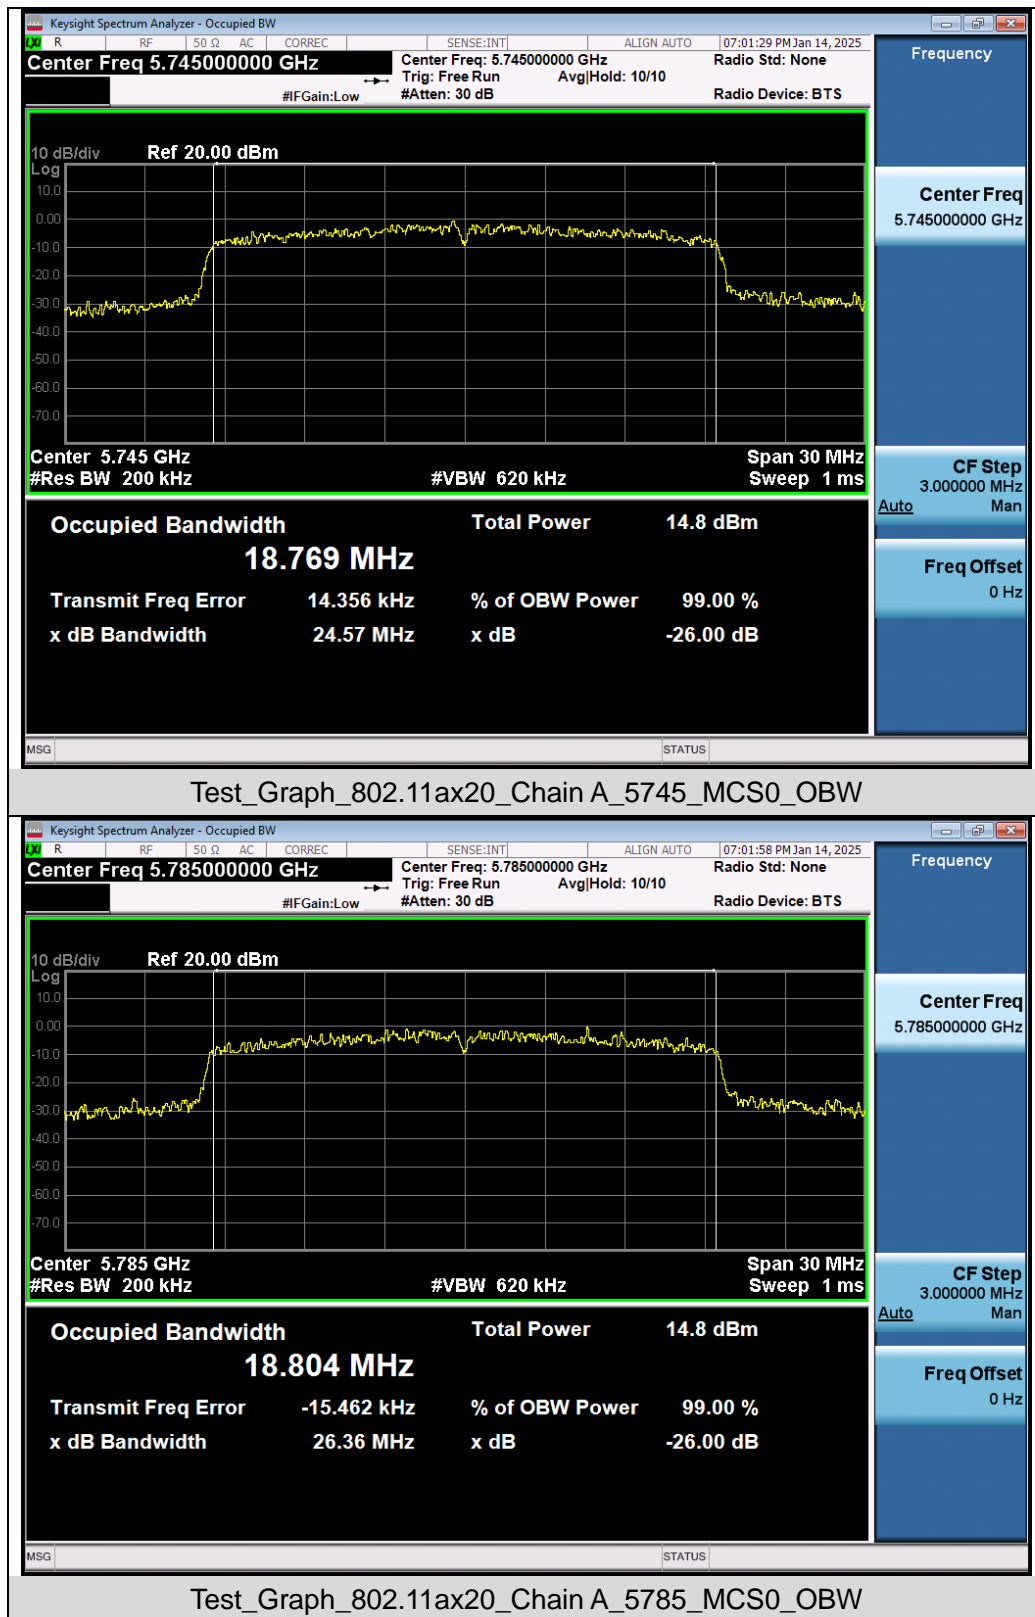 Keysight Spectrum Analyzer - Occupied BW
LXI R RF 50 Ω AC CORREC SENSE:INT ALIGN AUTO 07:01:29 PM Jan 14, 2025
Center Freq 5.745000000 GHz Center Freq: 5.745000000 GHz Radio Std: None
Trig: Free Run Avg|Hold: 10/10
#IFGain:Low #Atten: 30 dB Radio Device: BTS
Frequency
10 dB/div Ref 20.00 dBm
Log
10.0
0.00
-10.0
-20.0
-30.0
-40.0
-50.0
-60.0
-70.0
Center 5.745 GHz Span 30 MHz
#Res BW 200 kHz #VBW 620 kHz Sweep 1 ms
Center Freq
5.745000000 GHz
CF Step
3.000000 MHz
Auto Man
Freq Offset
0 Hz
Occupied Bandwidth Total Power 14.8 dBm
18.769 MHz
Transmit Freq Error 14.356 kHz % of OBW Power 99.00 %
x dB Bandwidth 24.57 MHz x dB -26.00 dB
MSG STATUS
Test_Graph_802.11ax20_Chain A_5745_MCS0_OBW
Keysight Spectrum Analyzer - Occupied BW
LXI R RF 50 Ω AC CORREC SENSE:INT ALIGN AUTO 07:01:58 PM Jan 14, 2025
Center Freq 5.785000000 GHz Center Freq: 5.785000000 GHz Radio Std: None
Trig: Free Run Avg|Hold: 10/10
#IFGain:Low #Atten: 30 dB Radio Device: BTS
Frequency
10 dB/div Ref 20.00 dBm
Log
10.0
0.00
-10.0
-20.0
-30.0
-40.0
-50.0
-60.0
-70.0
Center 5.785 GHz Span 30 MHz
#Res BW 200 kHz #VBW 620 kHz Sweep 1 ms
Center Freq
5.785000000 GHz
CF Step
3.000000 MHz
Auto Man
Freq Offset
0 Hz
Occupied Bandwidth Total Power 14.8 dBm
18.804 MHz
Transmit Freq Error -15.462 kHz % of OBW Power 99.00 %
x dB Bandwidth 26.36 MHz x dB -26.00 dB
MSG STATUS
Test_Graph_802.11ax20_Chain A_5785_MCS0_OBW